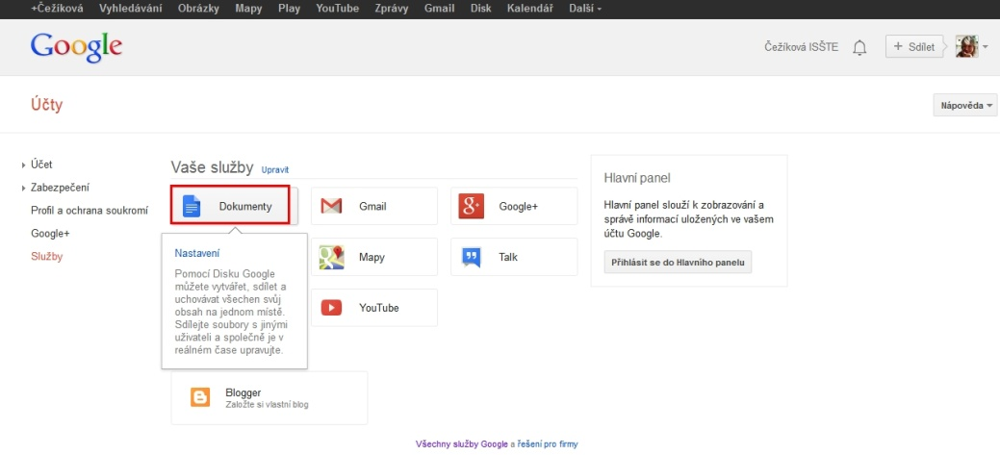 +Čežíková Vyhledávání Obrázky Mapy Play YouTube Zprávy Gmail Disk Kalendář Další
Google
Čežíková ISŠTE
+ Sdílet
Účty
Nápověda
Účet
Zabezpečení
Profil a ochrana soukromí
Google+
Služby
Vaše služby Upravit
Dokumenty
Gmail
Google+
Nastavení
Pomocí Disku Google
můžete vytvářet, sdílet a
uchovávat všechen svůj
obsah na jednom místě.
Sdílejte soubory s jinými
uživateli a společně je v
reálném čase upravujte.
Mapy
Talk
YouTube
Blogger
Založte si vlastní blog
Hlavní panel
Hlavní panel slouží k zobrazování a
správě informací uložených ve vašem
účtu Google.
Přihlásit se do Hlavního panelu
Všechny služby Google a řešení pro firmy